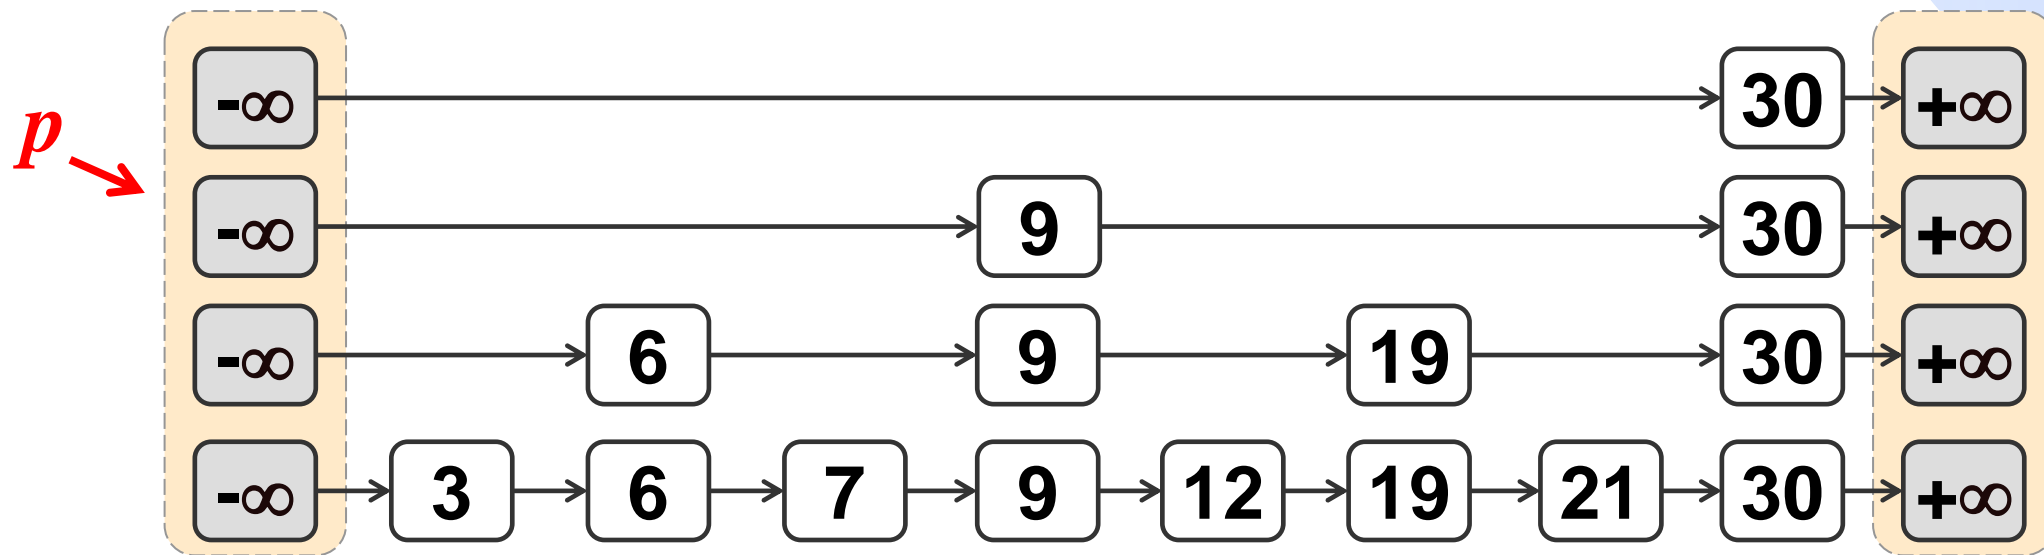 -∞ 30 +∞
p
-∞ 9 30 +∞
-∞ 6 9 19 30 +∞
-∞ 3 6 7 9 12 19 21 30 +∞